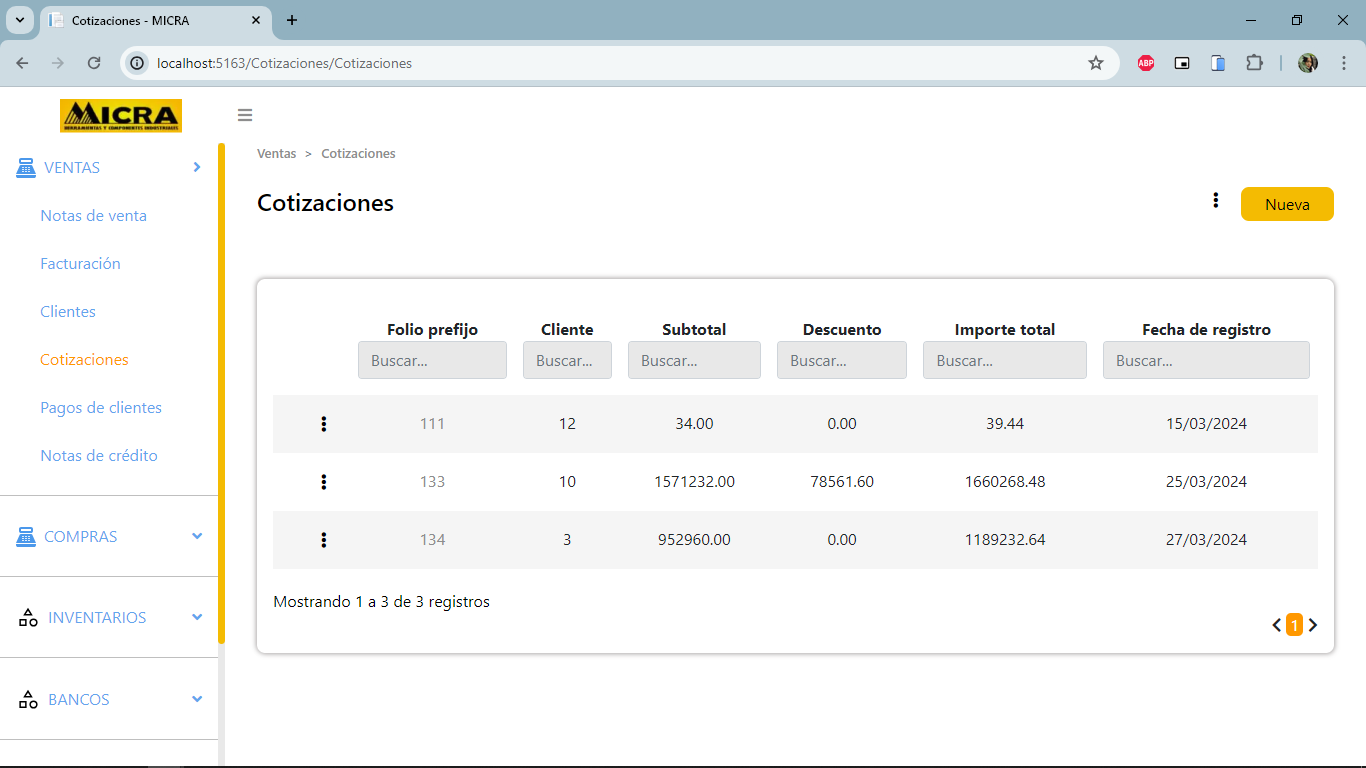 Cotizaciones - MICRA
localhost:5163/Cotizaciones/Cotizaciones
ABP
MICRA
HERRAMIENTAS Y COMPONENTES INDUSTRIALES
VENTAS
Notas de venta
Facturación
Clientes
Cotizaciones
Pagos de clientes
Notas de crédito
COMPRAS
INVENTARIOS
BANCOS
Ventas > Cotizaciones
Cotizaciones
Nueva
Folio prefijo Cliente Subtotal Descuento Importe total Fecha de registro
Buscar... Buscar... Buscar... Buscar... Buscar... Buscar...
111 12 34.00 0.00 39.44 15/03/2024
133 10 1571232.00 78561.60 1660268.48 25/03/2024
134 3 952960.00 0.00 1189232.64 27/03/2024
Mostrando 1 a 3 de 3 registros
1